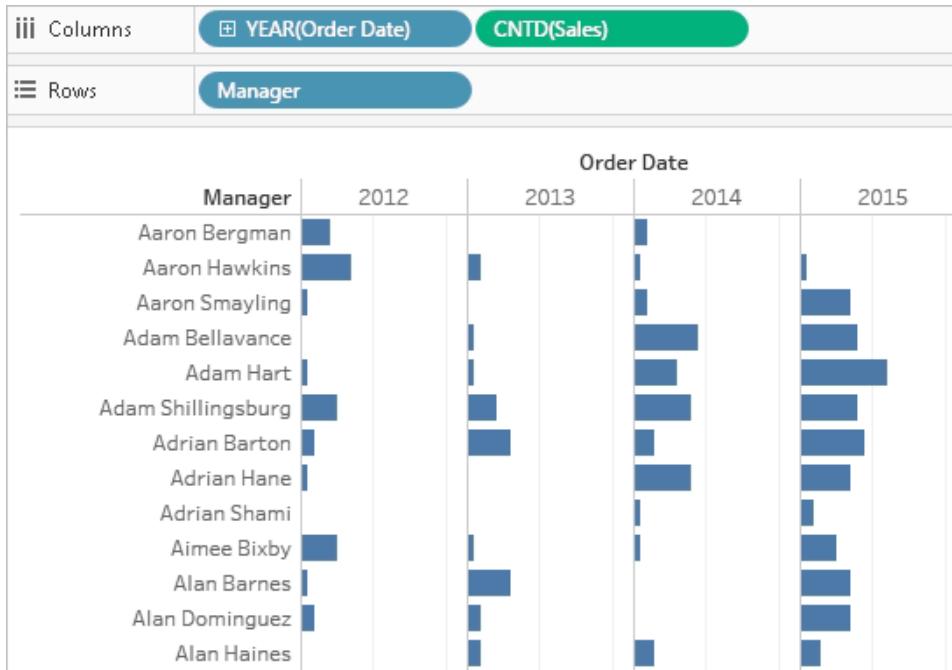 Columns YEAR(Order Date) CNTD(Sales)
Rows Manager
Order Date
Manager 2012 2013 2014 2015
Aaron Bergman
Aaron Hawkins
Aaron Smayling
Adam Bellavance
Adam Hart
Adam Shillingsburg
Adrian Barton
Adrian Hane
Adrian Shami
Aimee Bixby
Alan Barnes
Alan Dominguez
Alan Haines